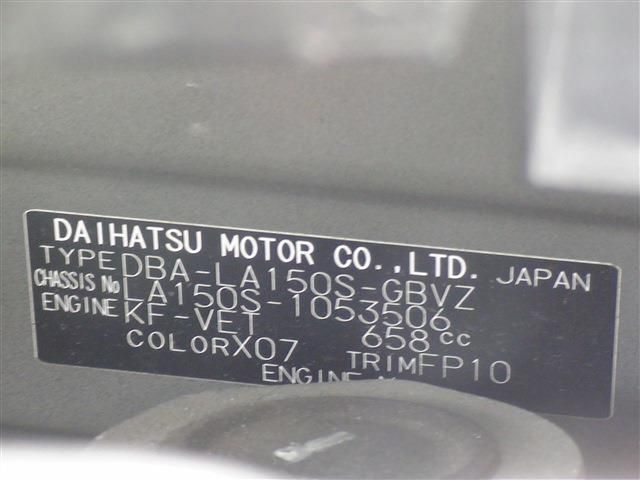 DAIHATSU MOTOR CO.,LTD. JAPAN
TYPE DBA-LA150S-GBVZ
CHASSIS No LA150S-1053506
ENGINE KF-VET 658cc
COLOR X07 TRIM FP10
ENGINE